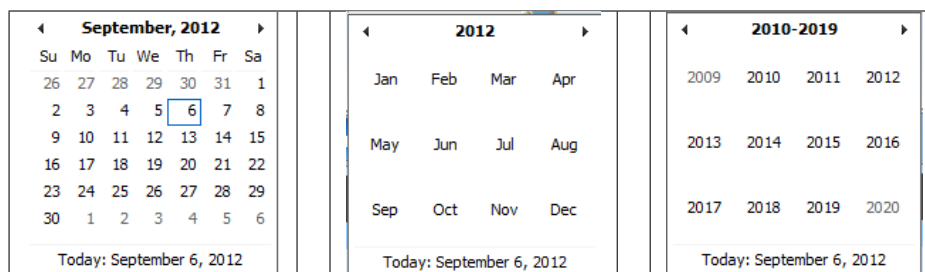 September, 2012
Su Mo Tu We Th Fr Sa
26 27 28 29 30 31 1
2 3 4 5 6 7 8
9 10 11 12 13 14 15
16 17 18 19 20 21 22
23 24 25 26 27 28 29
30 1 2 3 4 5 6
Today: September 6, 2012
2012
Jan Feb Mar Apr
May Jun Jul Aug
Sep Oct Nov Dec
Today: September 6, 2012
2010-2019
2009 2010 2011 2012
2013 2014 2015 2016
2017 2018 2019 2020
Today: September 6, 2012